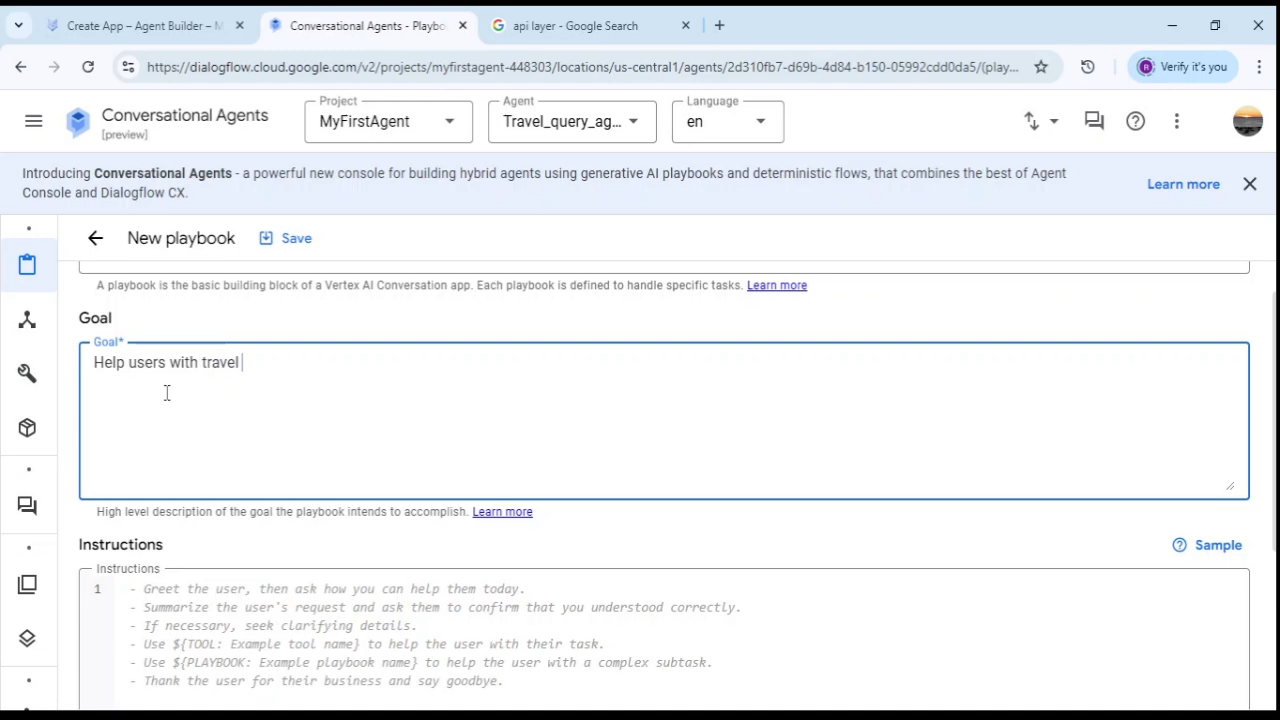 Create App – Agent Builder – M
Conversational Agents - Playbo
api layer - Google Search
https://dialogflow.cloud.google.com/v2/projects/myfirstagent-448303/locations/us-central1/agents/2d310fb7-d69b-4d84-b150-05992cdd0da5/(play...
R
Verify it's you
Conversational Agents
[preview]
Project
MyFirstAgent
Agent
Travel_query_ag...
Language
en
Introducing Conversational Agents - a powerful new console for building hybrid agents using generative AI playbooks and deterministic flows, that combines the best of Agent
Console and Dialogflow CX.
Learn more
New playbook
Save
A playbook is the basic building block of a Vertex AI Conversation app. Each playbook is defined to handle specific tasks. Learn more
Goal
Goal*
Help users with travel
High level description of the goal the playbook intends to accomplish. Learn more
Instructions
Sample
Instructions
1
- Greet the user, then ask how you can help them today.
- Summarize the user's request and ask them to confirm that you understood correctly.
- If necessary, seek clarifying details.
- Use ${TOOL: Example tool name} to help the user with their task.
- Use ${PLAYBOOK: Example playbook name} to help the user with a complex subtask.
- Thank the user for their business and say goodbye.